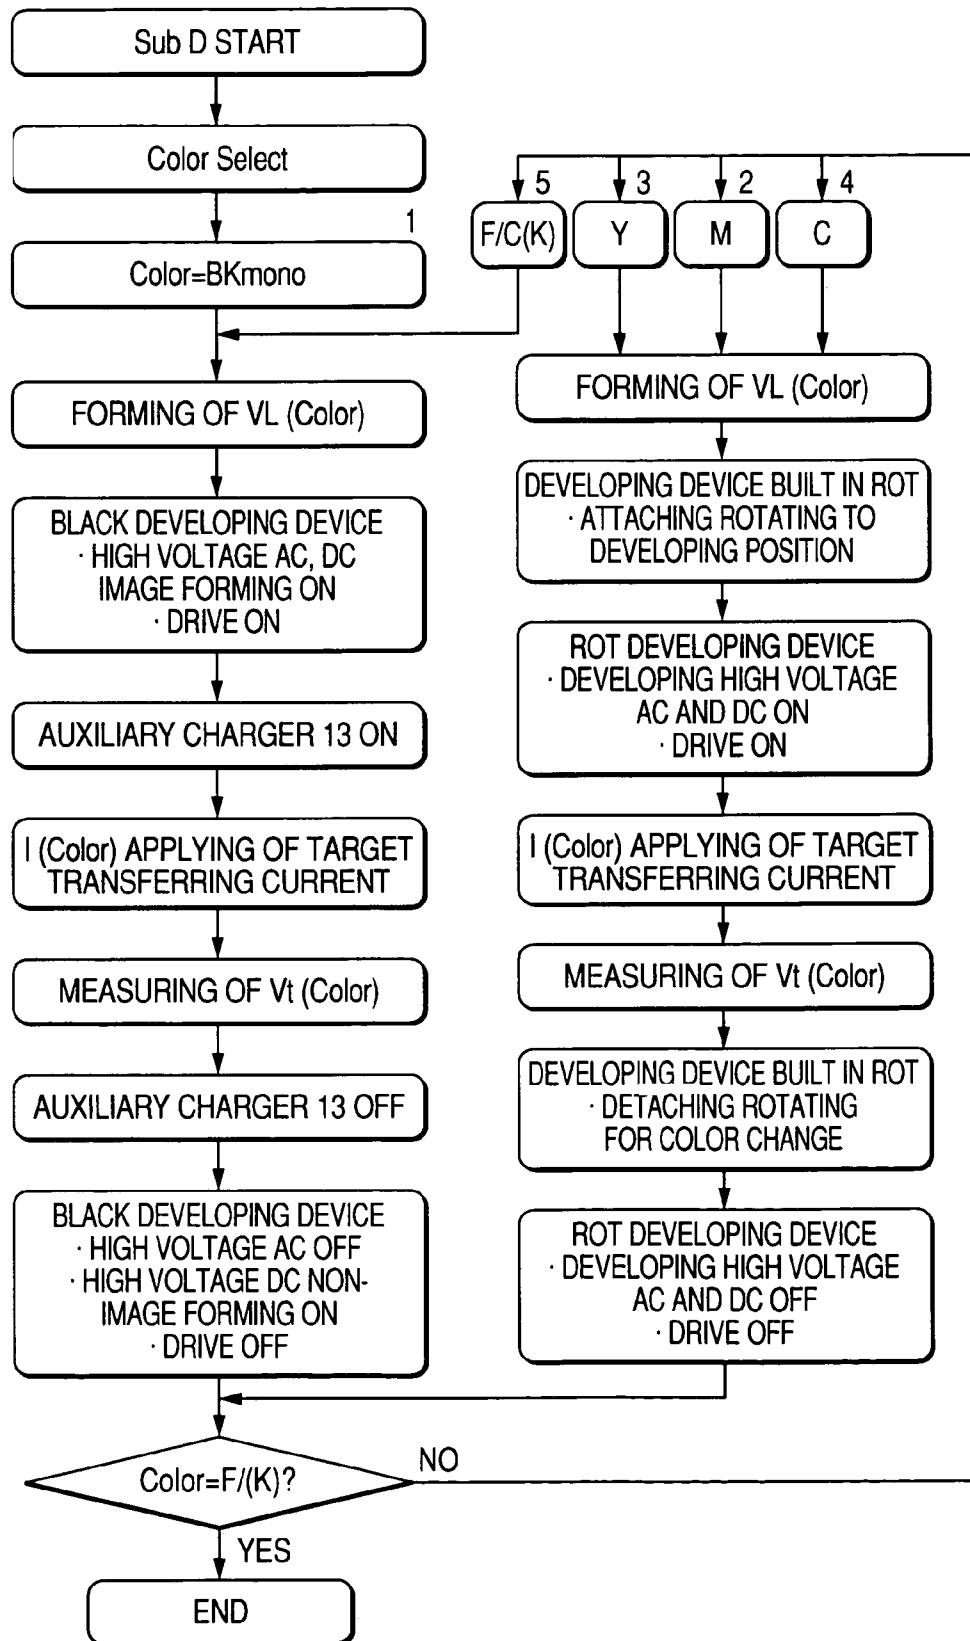 Sub D START
Color Select
1
Color=BKmono
FORMING OF VL (Color)
BLACK DEVELOPING DEVICE
· HIGH VOLTAGE AC, DC
IMAGE FORMING ON
· DRIVE ON
AUXILIARY CHARGER 13 ON
I (Color) APPLYING OF TARGET
TRANSFERRING CURRENT
MEASURING OF Vt (Color)
AUXILIARY CHARGER 13 OFF
BLACK DEVELOPING DEVICE
· HIGH VOLTAGE AC OFF
· HIGH VOLTAGE DC NON-
IMAGE FORMING ON
· DRIVE OFF
5
3
2
4
F/C(K)
Y
M
C
FORMING OF VL (Color)
DEVELOPING DEVICE BUILT IN ROT
· ATTACHING ROTATING TO
DEVELOPING POSITION
ROT DEVELOPING DEVICE
· DEVELOPING HIGH VOLTAGE
AC AND DC ON
· DRIVE ON
I (Color) APPLYING OF TARGET
TRANSFERRING CURRENT
MEASURING OF Vt (Color)
DEVELOPING DEVICE BUILT IN ROT
· DETACHING ROTATING
FOR COLOR CHANGE
ROT DEVELOPING DEVICE
· DEVELOPING HIGH VOLTAGE
AC AND DC OFF
· DRIVE OFF
Color=F/(K)?
NO
YES
END